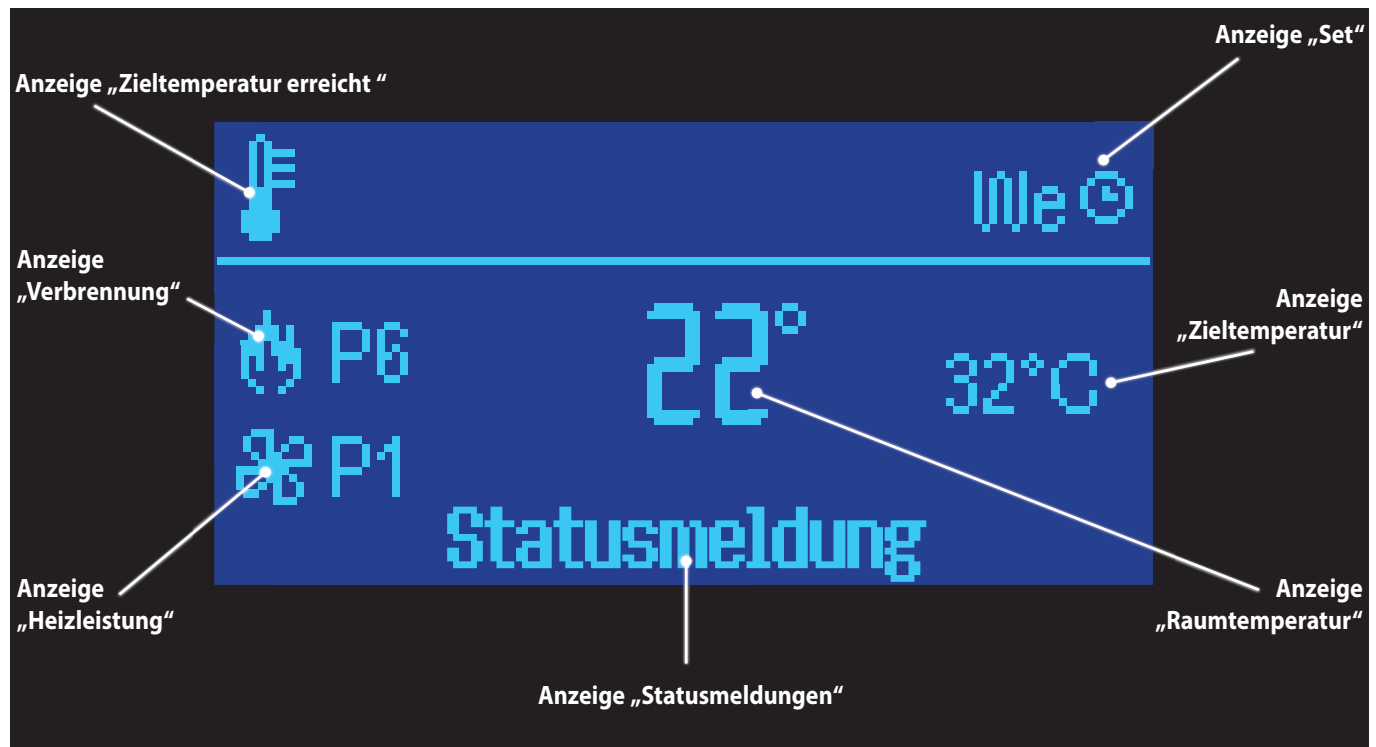 Anzeige „Set“
Anzeige „Zieltemperatur erreicht “
We
Anzeige
„Verbrennung“
Anzeige
„Zieltemperatur“
P6
22°
32°C
P1
Statusmeldung
Anzeige
„Heizleistung“
Anzeige
„Raumtemperatur“
Anzeige „Statusmeldungen“